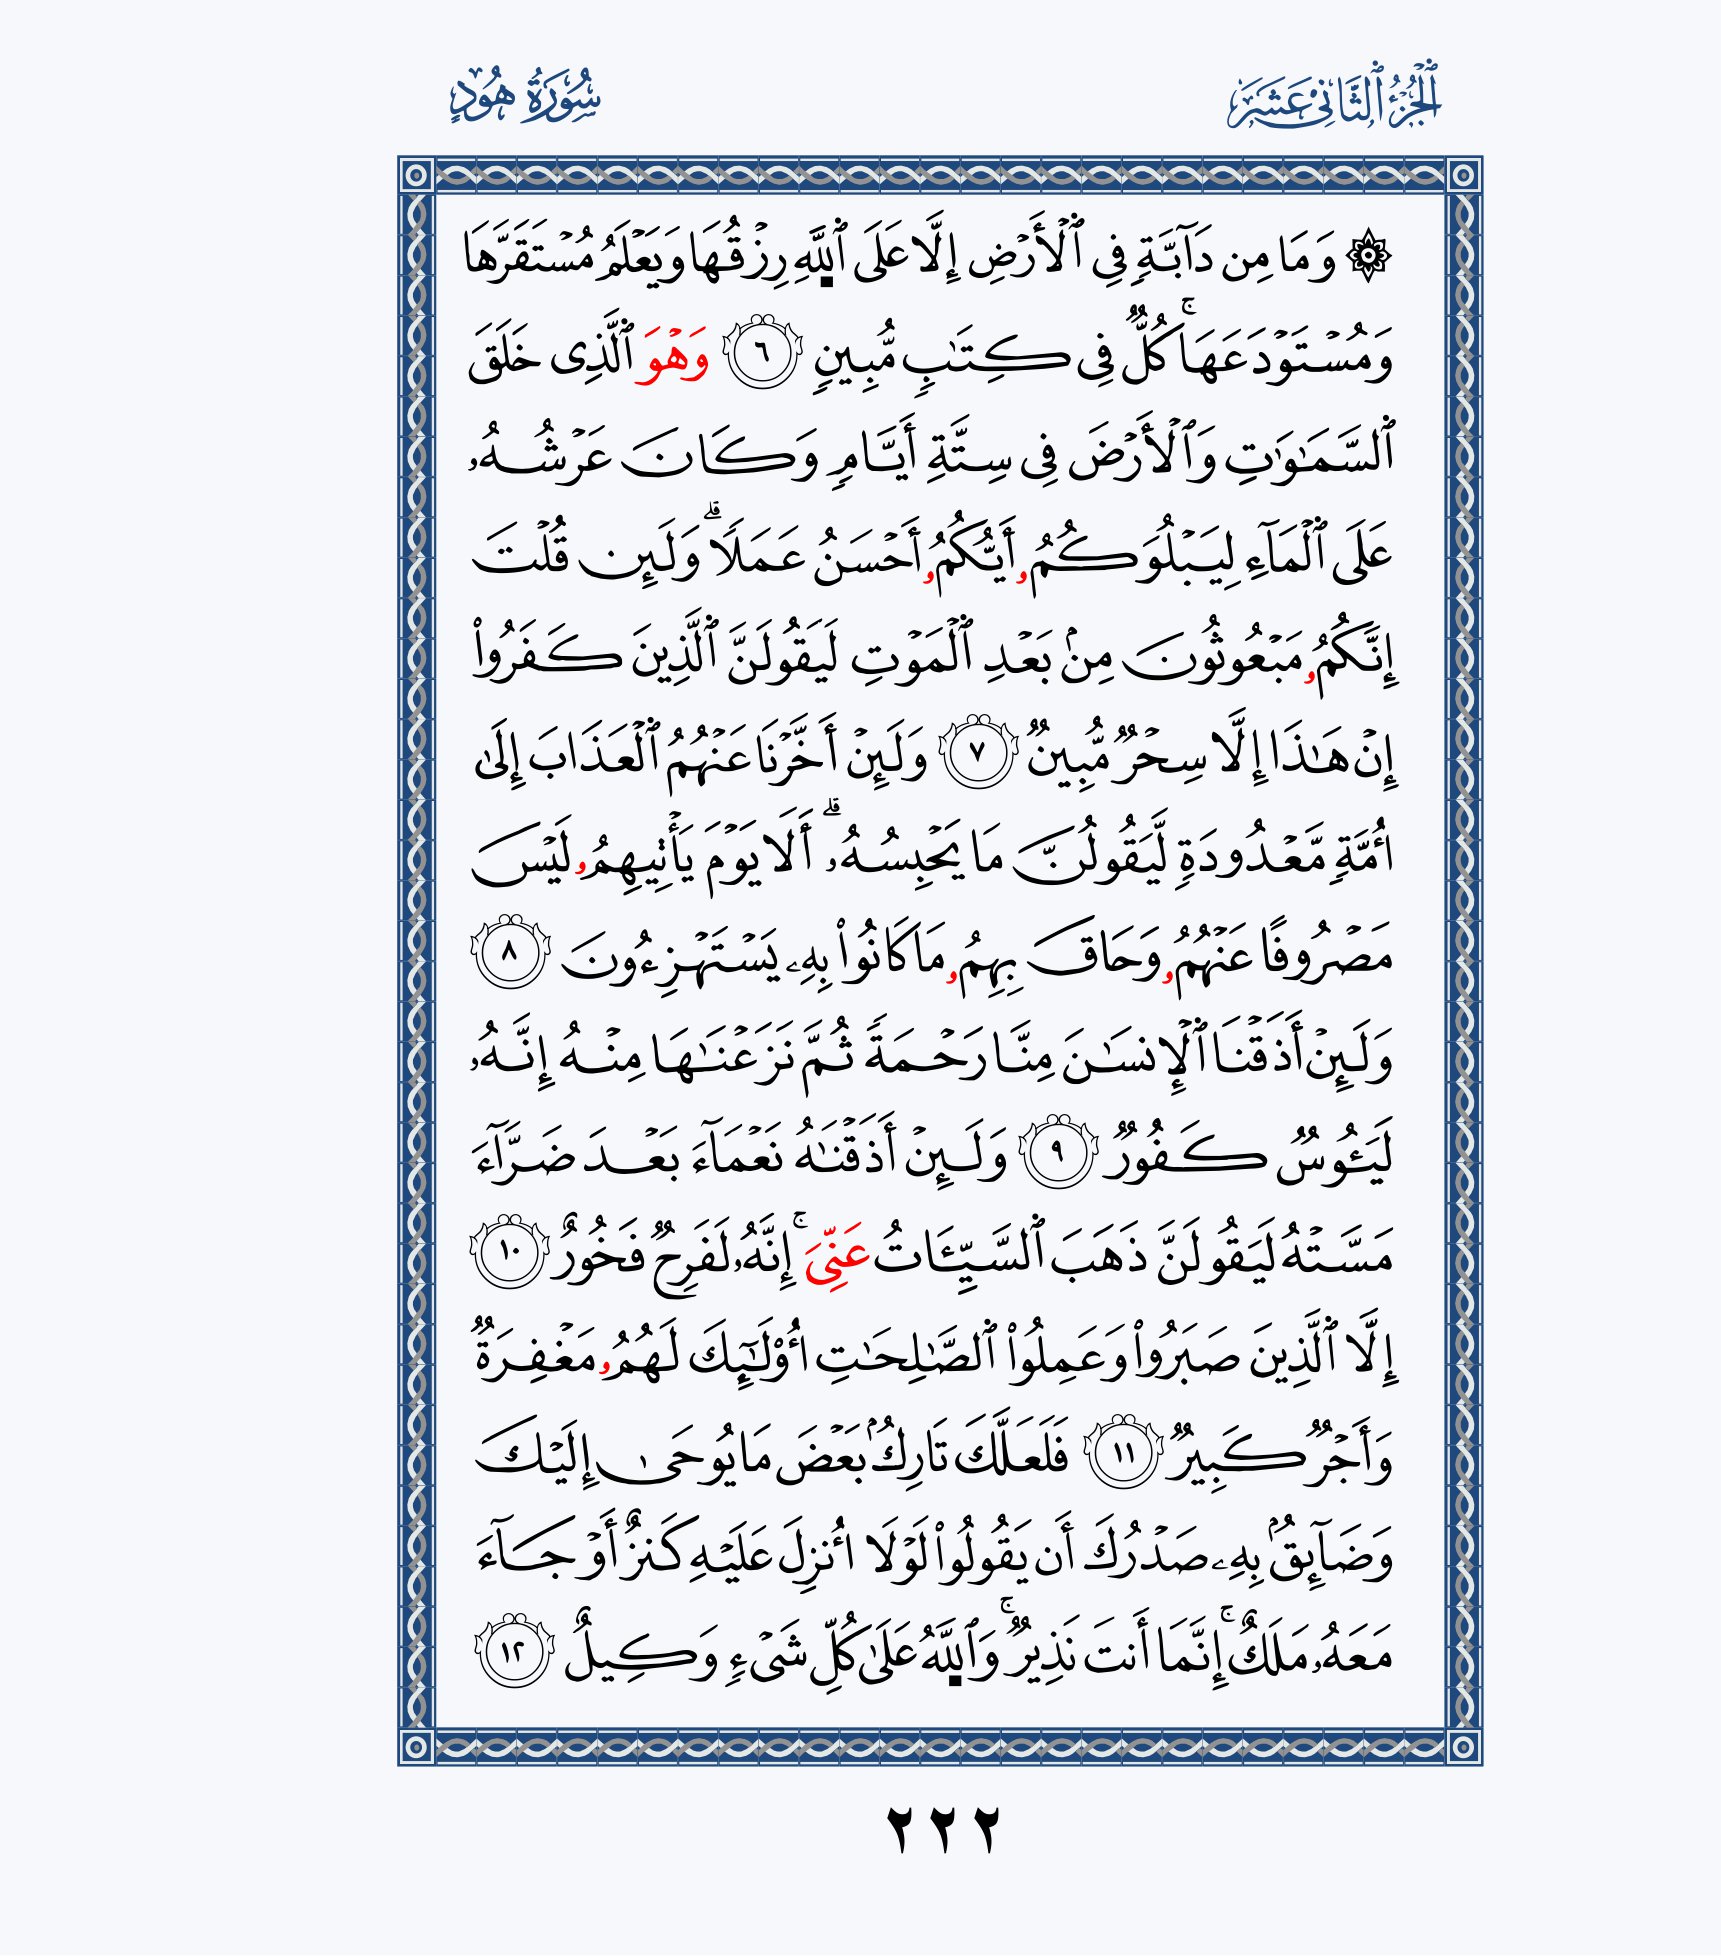 ٱلْجُزْءُ ٱلثَّانِي عَشَرَ
سُورَةُ هُودٍ
۞ وَمَا مِن دَآبَّةٖ فِي ٱلۡأَرۡضِ إِلَّا عَلَى ٱللَّهِ رِزۡقُهَا وَيَعۡلَمُ مُسۡتَقَرَّهَا
وَمُسۡتَوۡدَعَهَاۚ كُلّٞ فِي كِتَٰبٖ مُّبِينٖ ٦ وَهۡوَ ٱلَّذِي خَلَقَ
ٱلسَّمَٰوَٰتِ وَٱلۡأَرۡضَ فِي سِتَّةِ أَيَّامٖ وَكَانَ عَرۡشُهُۥ
عَلَى ٱلۡمَآءِ لِيَبۡلُوَكُمُۥ أَيُّكُمُۥ أَحۡسَنُ عَمَلٗاۗ وَلَئِن قُلۡتَ
إِنَّكُمُۥ مَبۡعُوثُونَ مِنۢ بَعۡدِ ٱلۡمَوۡتِ لَيَقُولَنَّ ٱلَّذِينَ كَفَرُواْ
إِنۡ هَٰذَا إِلَّا سِحۡرٞ مُّبِينٞ ٧ وَلَئِنۡ أَخَّرۡنَا عَنۡهُمُ ٱلۡعَذَابَ إِلَىٰ
أُمَّةٖ مَّعۡدُودَةٖ لَّيَقُولُنَّ مَا يَحۡبِسُهُۥۗ أَلَا يَوۡمَ يَأۡتِيهِمُۥ لَيۡسَ
مَصۡرُوفًا عَنۡهُمُۥ وَحَاقَ بِهِمُۥ مَا كَانُواْ بِهِۦ يَسۡتَهۡزِءُونَ ٨
وَلَئِنۡ أَذَقۡنَا ٱلۡإِنسَٰنَ مِنَّا رَحۡمَةٗ ثُمَّ نَزَعۡنَٰهَا مِنۡهُ إِنَّهُۥ
لَيَـُٔوسٞ كَفُورٞ ٩ وَلَئِنۡ أَذَقۡنَٰهُ نَعۡمَآءَ بَعۡدَ ضَرَّآءَ
مَسَّتۡهُ لَيَقُولَنَّ ذَهَبَ ٱلسَّيِّـَٔاتُ عَنِّيَۚ إِنَّهُۥ لَفَرِحٞ فَخُورٌ ١٠
إِلَّا ٱلَّذِينَ صَبَرُواْ وَعَمِلُواْ ٱلصَّٰلِحَٰتِ أُوْلَٰٓئِكَ لَهُمُۥ مَغۡفِرَةٞ
وَأَجۡرٞ كَبِيرٞ ١١ فَلَعَلَّكَ تَارِكُۢ بَعۡضَ مَا يُوحَىٰ إِلَيۡكَ
وَضَآئِقُۢ بِهِۦ صَدۡرُكَ أَن يَقُولُواْ لَوۡلَا أُنزِلَ عَلَيۡهِ كَنزٌ أَوۡ جَآءَ
مَعَهُۥ مَلَكٌۚ إِنَّمَا أَنتَ نَذِيرٞۚ وَٱللَّهُ عَلَىٰ كُلِّ شَيۡءٖ وَكِيلٌ ١٢
٢٢٢